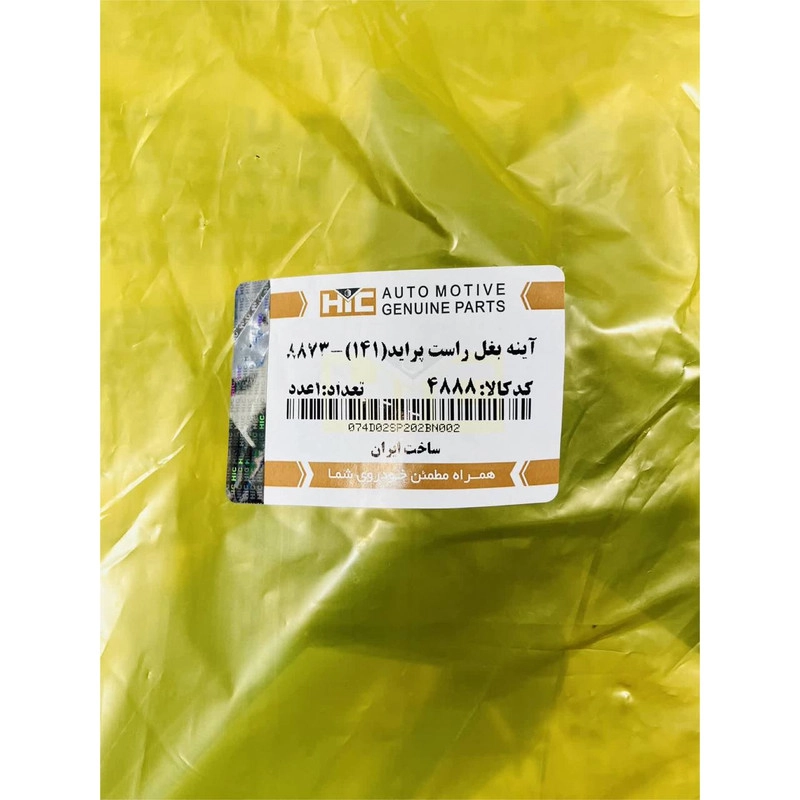 HIC AUTO MOTIVE
GENUINE PARTS
آینه بغل راست پراید(۱۴۱)-۸۸۷۳
کدکالا:۴۸۸۸ تعداد:۱عدد
074D02SP202BN002
ساخت ایران
همراه مطمئن خودروی شما